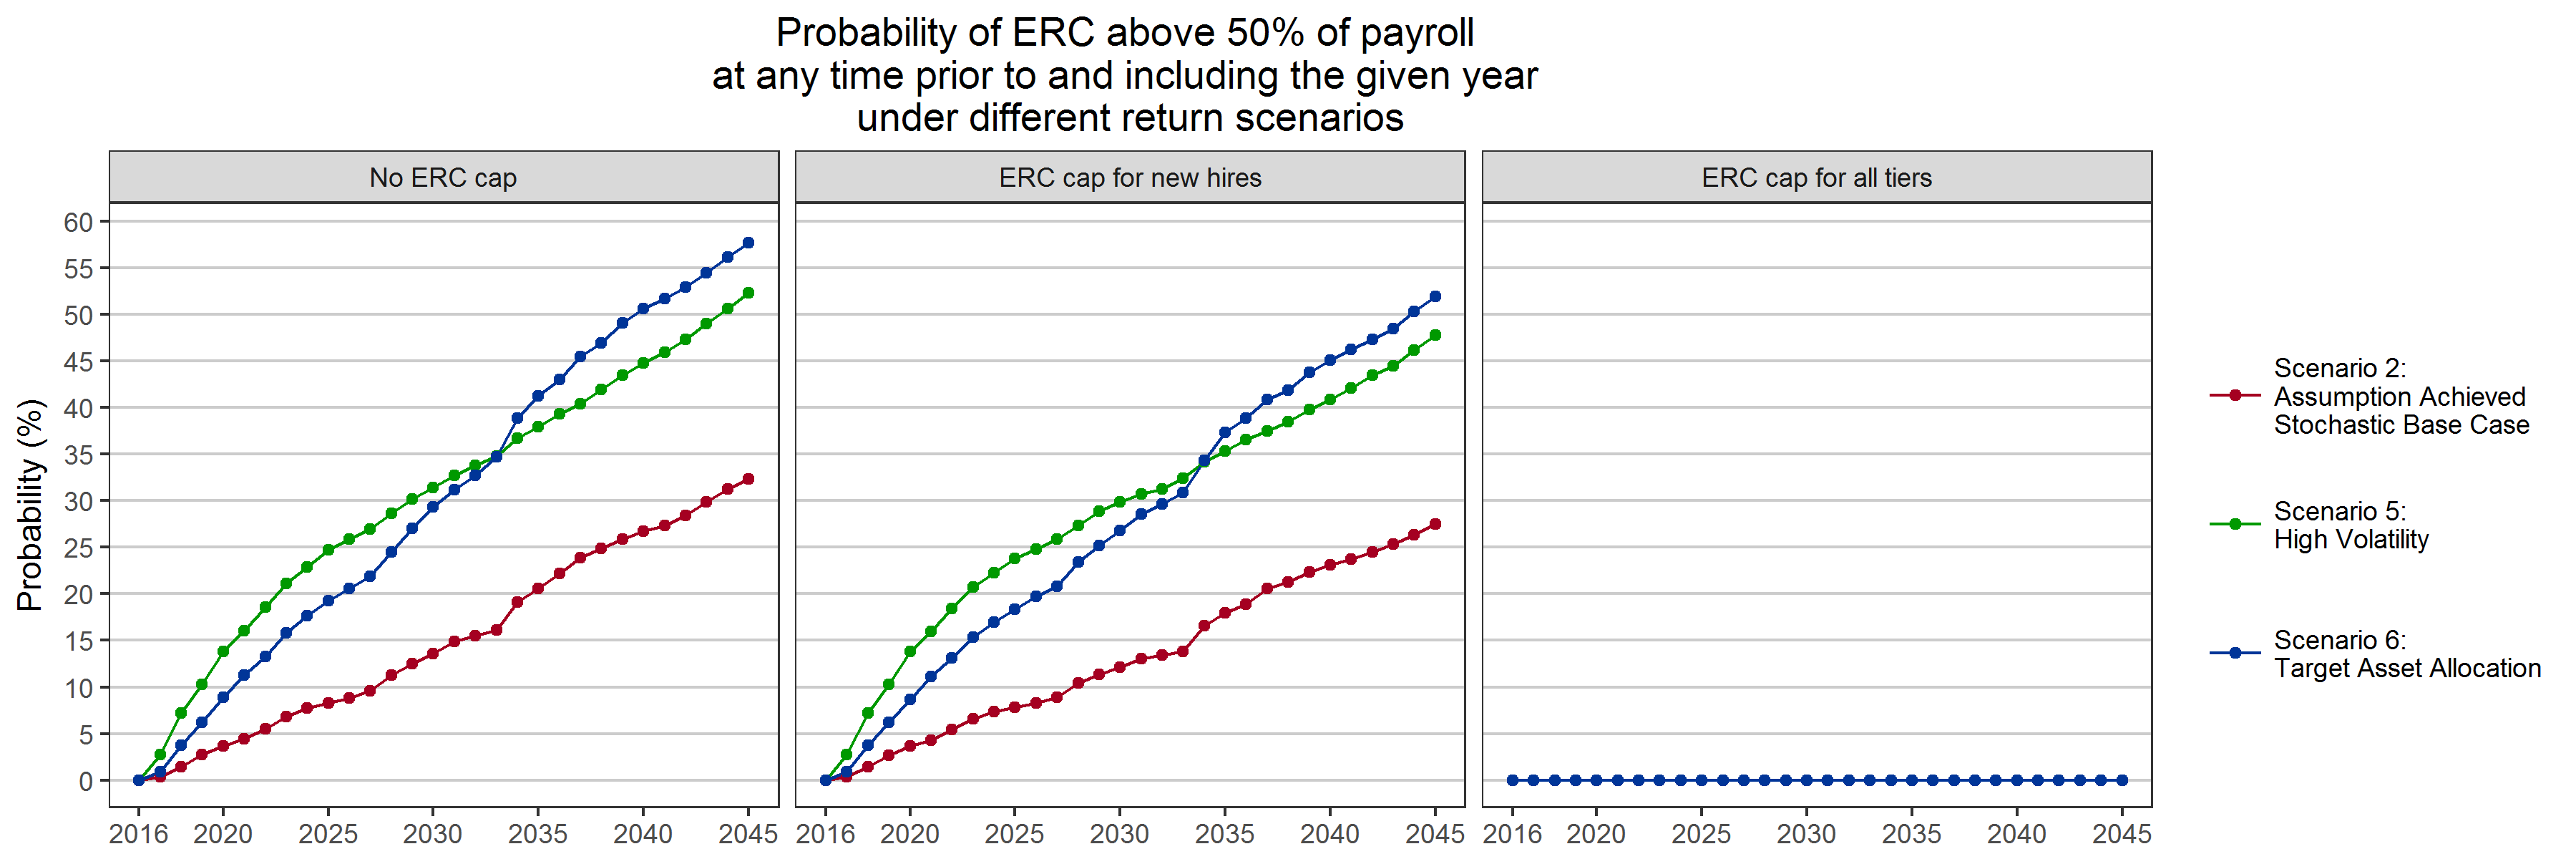 Probability of ERC above 50% of payroll
at any time prior to and including the given year
under different return scenarios
No ERC cap
ERC cap for new hires
ERC cap for all tiers
Probability (%)
60
55
50
45
40
35
30
25
20
15
10
5
0
2016 2020 2025 2030 2035 2040 2045
2016 2020 2025 2030 2035 2040 2045
2016 2020 2025 2030 2035 2040 2045
Scenario 2:
Assumption Achieved
Stochastic Base Case
Scenario 5:
High Volatility
Scenario 6:
Target Asset Allocation